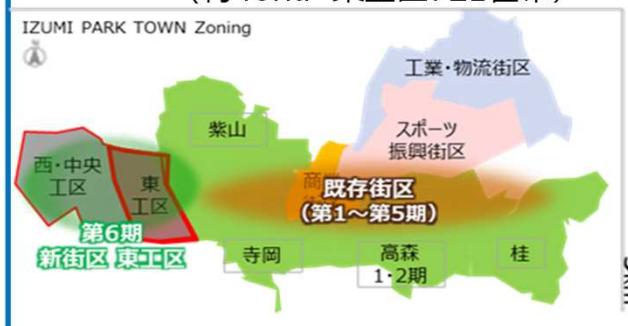 IZUMI PARK TOWN Zoning
工業・物流街区
紫山
スポーツ
振興街区
西・中央
工区
東
工区
既存街区
(第1~第5期)
第6期
新街区 東工区
寺岡
高森
1・2期
桂